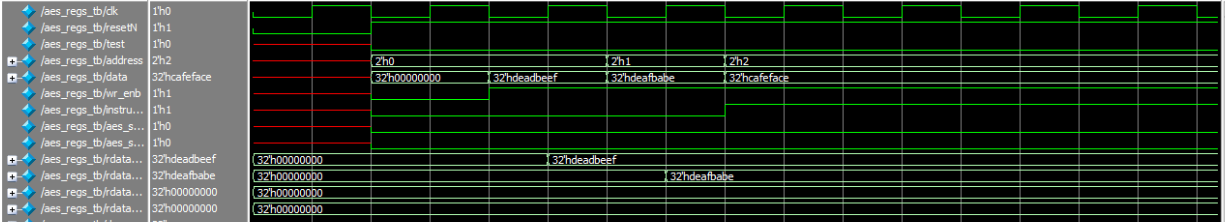 /aes_regs_tb/clk 1'h0
/aes_regs_tb/resetN 1'h1
/aes_regs_tb/test 1'h0
/aes_regs_tb/address 2'h2 2'h0 2'h1 2'h2
/aes_regs_tb/data 32'hcafeface 32'h00000000 32'hdeadbeef 32'hdeafbabe 32'hcafeface
/aes_regs_tb/wr_enb 1'h1
/aes_regs_tb/instru... 1'h1
/aes_regs_tb/aes_s... 1'h0
/aes_regs_tb/aes_s... 1'h0
/aes_regs_tb/rdata... 32'hdeadbeef 32'h00000000 32'hdeadbeef
/aes_regs_tb/rdata... 32'hdeafbabe 32'h00000000 32'hdeafbabe
/aes_regs_tb/rdata... 32'h00000000 32'h00000000
/aes_regs_tb/rdata... 32'h00000000 32'h00000000